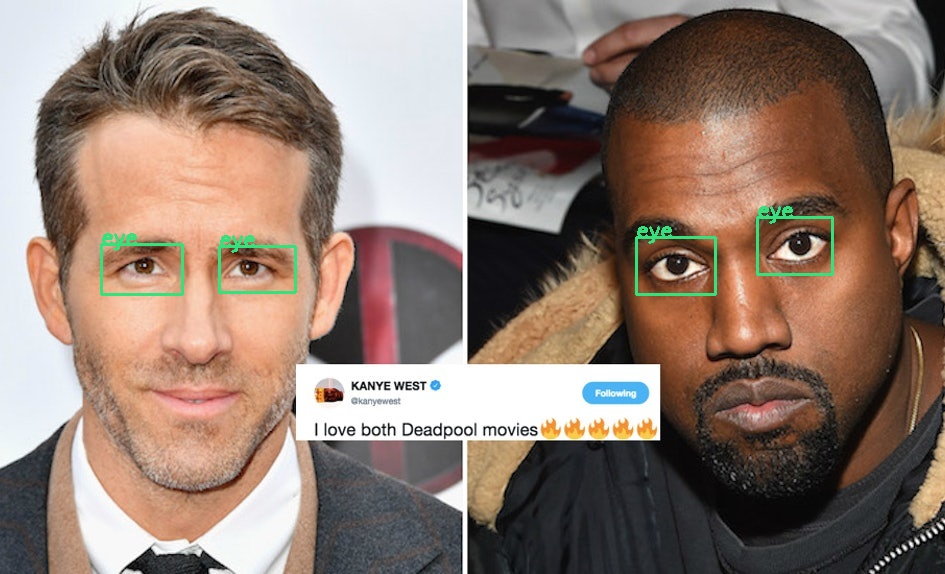 eye
eye
eye
eye
KANYE WEST
@kanyewest
Following
I love both Deadpool movies🔥🔥🔥🔥🔥